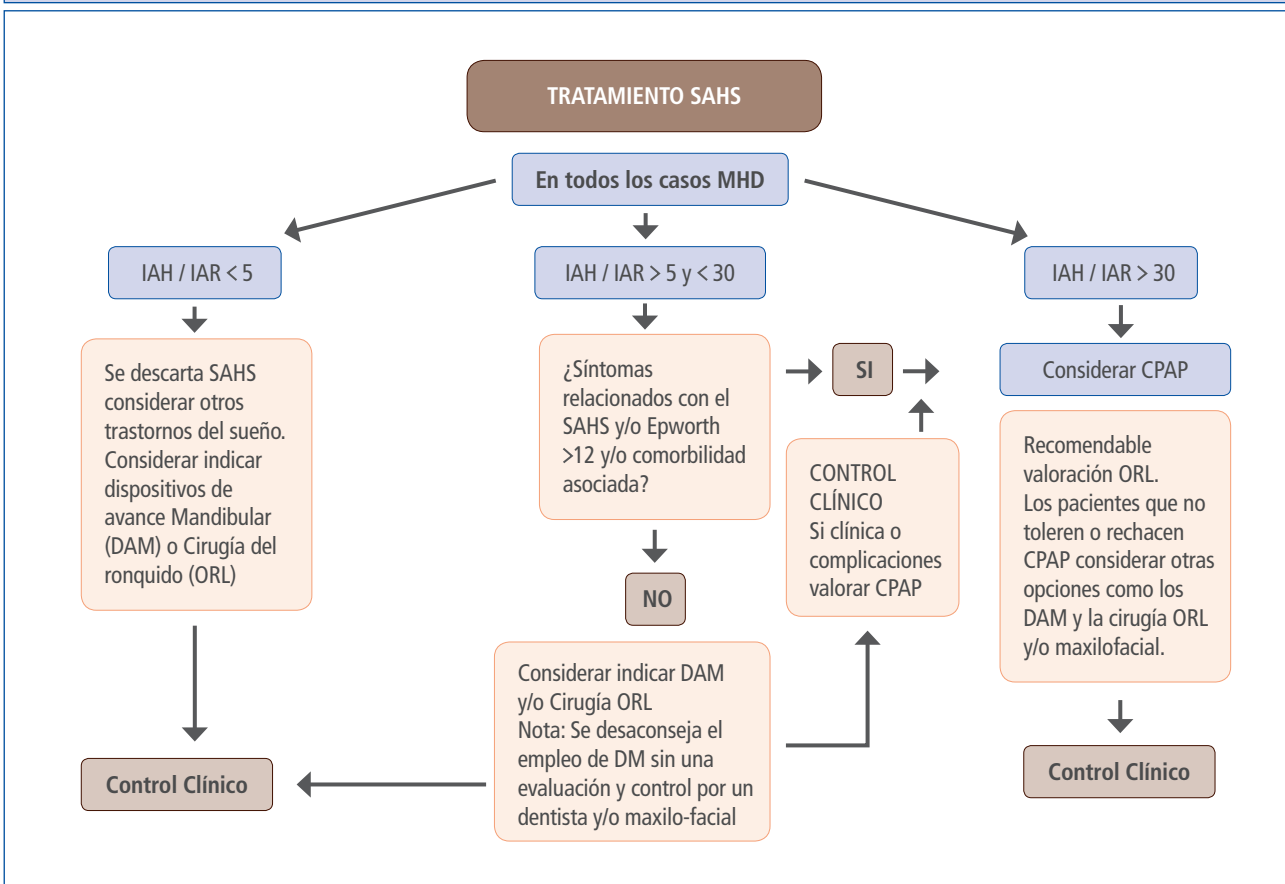 TRATAMIENTO SAHS
En todos los casos MHD
IAH / IAR < 5
Se descarta SAHS
considerar otros
trastornos del sueño.
Considerar indicar
dispositivos de
avance Mandibular
(DAM) o Cirugía del
ronquido (ORL)
IAH / IAR > 5 y < 30
¿Síntomas
relacionados con el
SAHS y/o Epworth
>12 y/o comorbilidad
asociada?
SI
NO
Considerar indicar DAM
y/o Cirugía ORL
Nota: Se desaconseja el
empleo de DM sin una
evaluación y control por un
dentista y/o maxilo-facial
CONTROL
CLÍNICO
Si clínica o
complicaciones
valorar CPAP
IAH / IAR > 30
Considerar CPAP
Recomendable
valoración ORL.
Los pacientes que no
toleren o rechacen
CPAP considerar otras
opciones como los
DAM y la cirugía ORL
y/o maxilofacial.
Control Clínico
Control Clínico